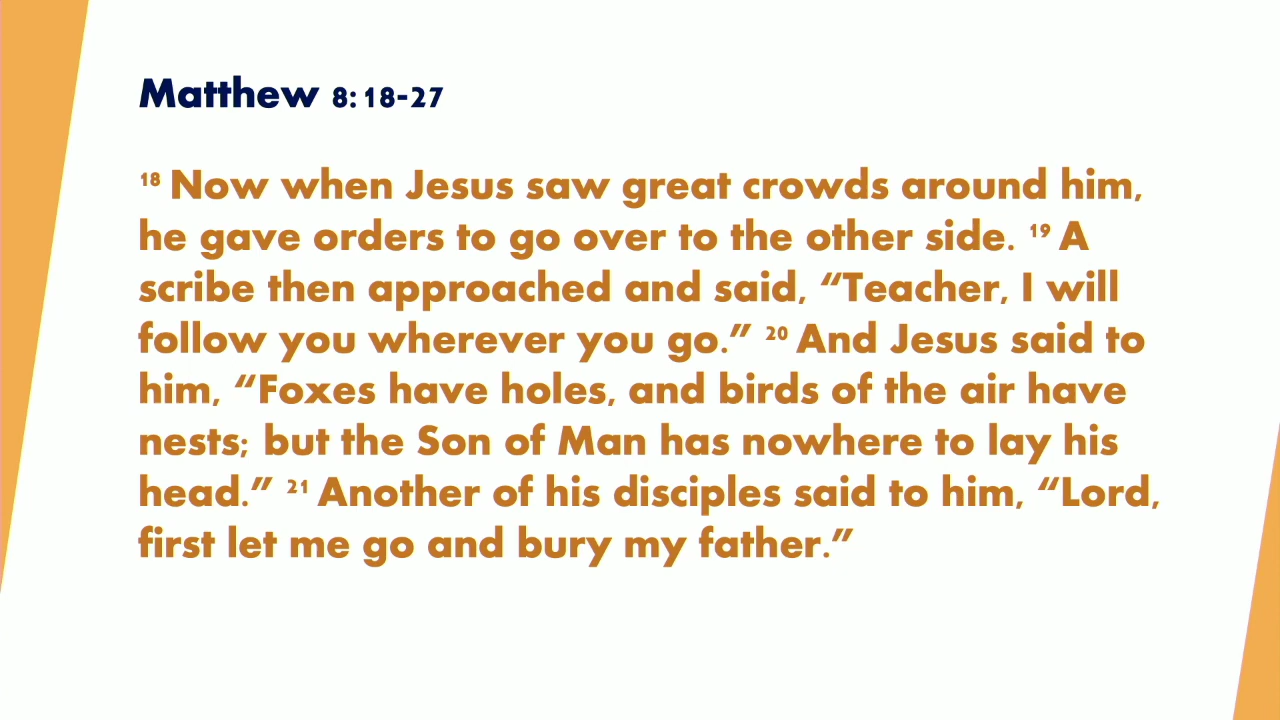 Matthew 8:18-27
18 Now when Jesus saw great crowds around him,
he gave orders to go over to the other side. 19 A
scribe then approached and said, “Teacher, I will
follow you wherever you go.” 20 And Jesus said to
him, “Foxes have holes, and birds of the air have
nests; but the Son of Man has nowhere to lay his
head.” 21 Another of his disciples said to him, “Lord,
first let me go and bury my father.”